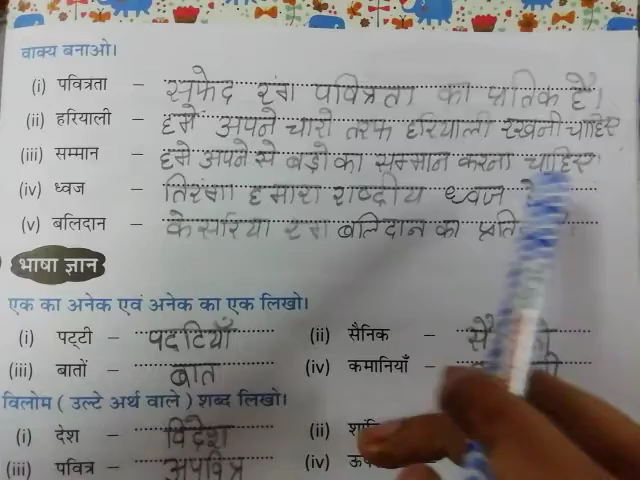 वाक्य बनाओ।
(i) पवित्रता – सफेद रंग पवित्रता का प्रतिक है।
(ii) हरियाली – हमें अपने चारो तरफ हरियाली रखनी चाहिए
(iii) सम्मान – हमे अपने से बड़ो का सम्मान करना चाहिए।
(iv) ध्वज – तिरंगा हमारा राष्ट्रीय ध्वज
(v) बलिदान – केसरिया रंग बलिदान का
भाषा ज्ञान
एक का अनेक एवं अनेक का एक लिखो।
(i) पट्टी – पटटियाँ (ii) सैनिक –
(iii) बातों – बात (iv) कमानियाँ –
विलोम ( उल्टे अर्थ वाले ) शब्द लिखो।
(i) देश – विदेश (ii)
(iii) पवित्र – अपवित्र (iv)